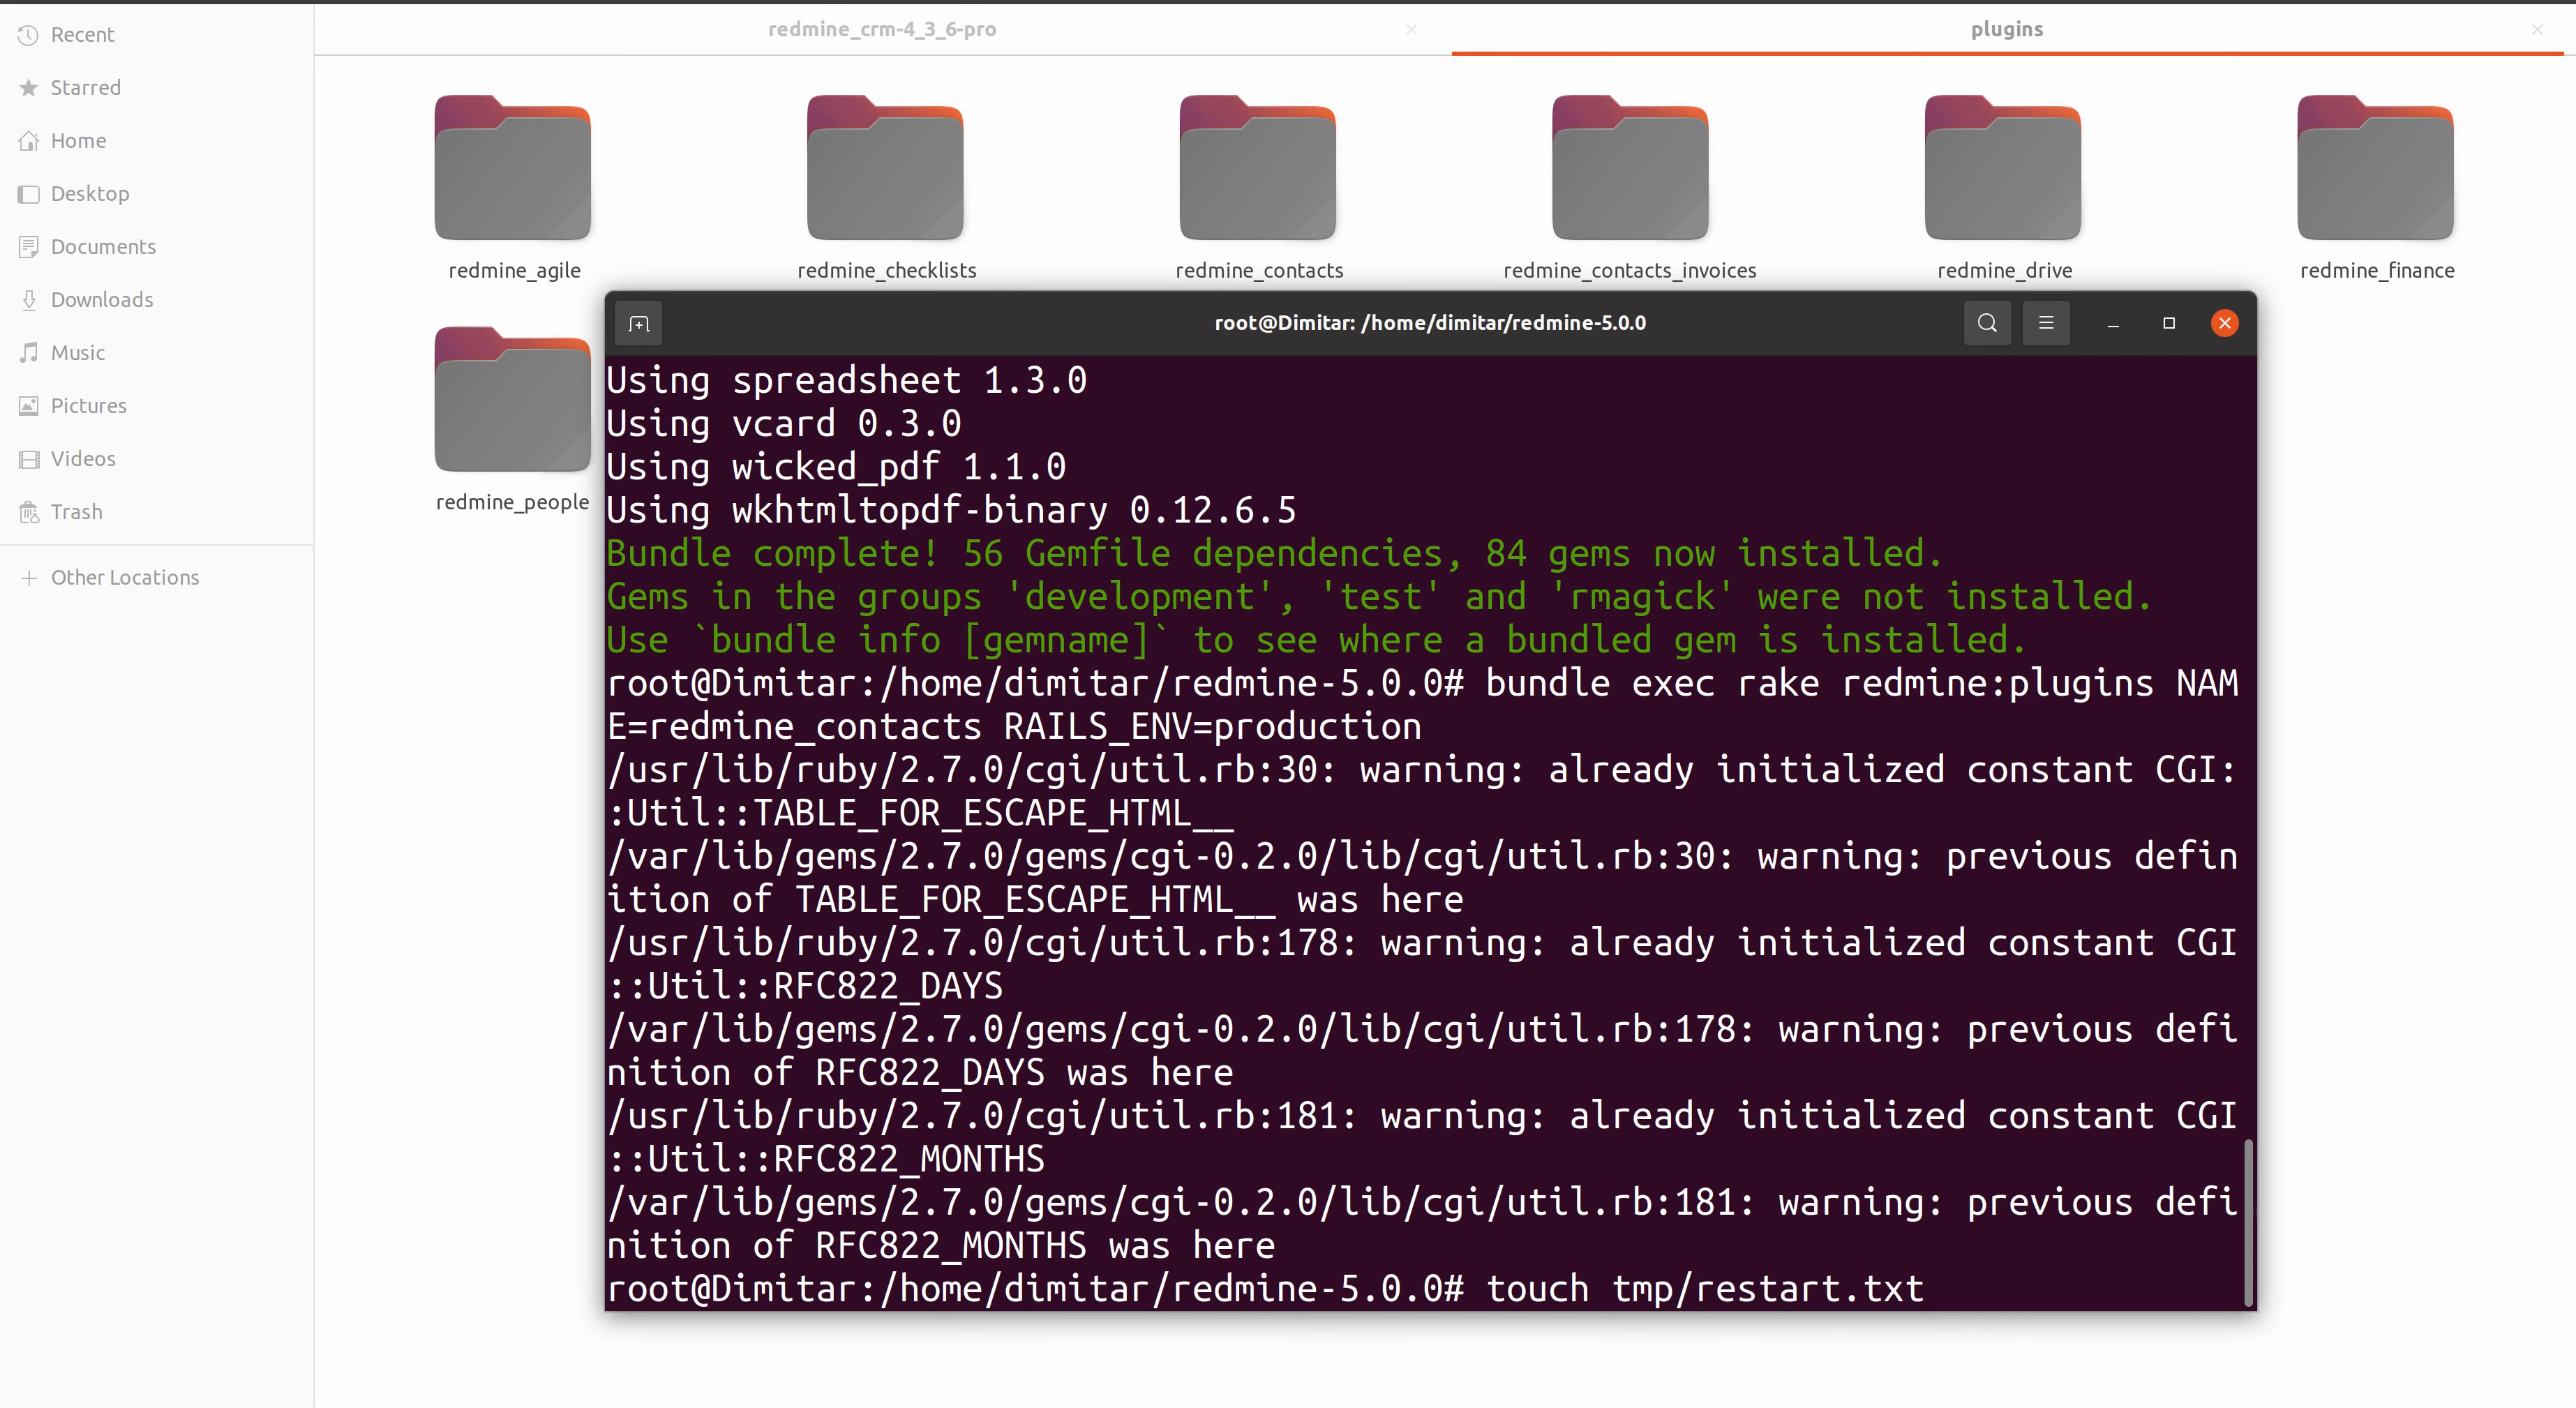 Recent
Starred
Home
Desktop
Documents
Downloads
Music
Pictures
Videos
Trash
Other Locations
redmine_crm-4_3_6-pro
plugins
redmine_agile
redmine_checklists
redmine_contacts
redmine_contacts_invoices
redmine_drive
redmine_finance
redmine_people
root@Dimitar: /home/dimitar/redmine-5.0.0
Using spreadsheet 1.3.0
Using vcard 0.3.0
Using wicked_pdf 1.1.0
Using wkhtmltopdf-binary 0.12.6.5
Bundle complete! 56 Gemfile dependencies, 84 gems now installed.
Gems in the groups 'development', 'test' and 'rmagick' were not installed.
Use `bundle info [gemname]` to see where a bundled gem is installed.
root@Dimitar:/home/dimitar/redmine-5.0.0# bundle exec rake redmine:plugins NAM
E=redmine_contacts RAILS_ENV=production
/usr/lib/ruby/2.7.0/cgi/util.rb:30: warning: already initialized constant CGI:
:Util::TABLE_FOR_ESCAPE_HTML__
/var/lib/gems/2.7.0/gems/cgi-0.2.0/lib/cgi/util.rb:30: warning: previous defin
ition of TABLE_FOR_ESCAPE_HTML__ was here
/usr/lib/ruby/2.7.0/cgi/util.rb:178: warning: already initialized constant CGI
::Util::RFC822_DAYS
/var/lib/gems/2.7.0/gems/cgi-0.2.0/lib/cgi/util.rb:178: warning: previous defi
nition of RFC822_DAYS was here
/usr/lib/ruby/2.7.0/cgi/util.rb:181: warning: already initialized constant CGI
::Util::RFC822_MONTHS
/var/lib/gems/2.7.0/gems/cgi-0.2.0/lib/cgi/util.rb:181: warning: previous defi
nition of RFC822_MONTHS was here
root@Dimitar:/home/dimitar/redmine-5.0.0# touch tmp/restart.txt